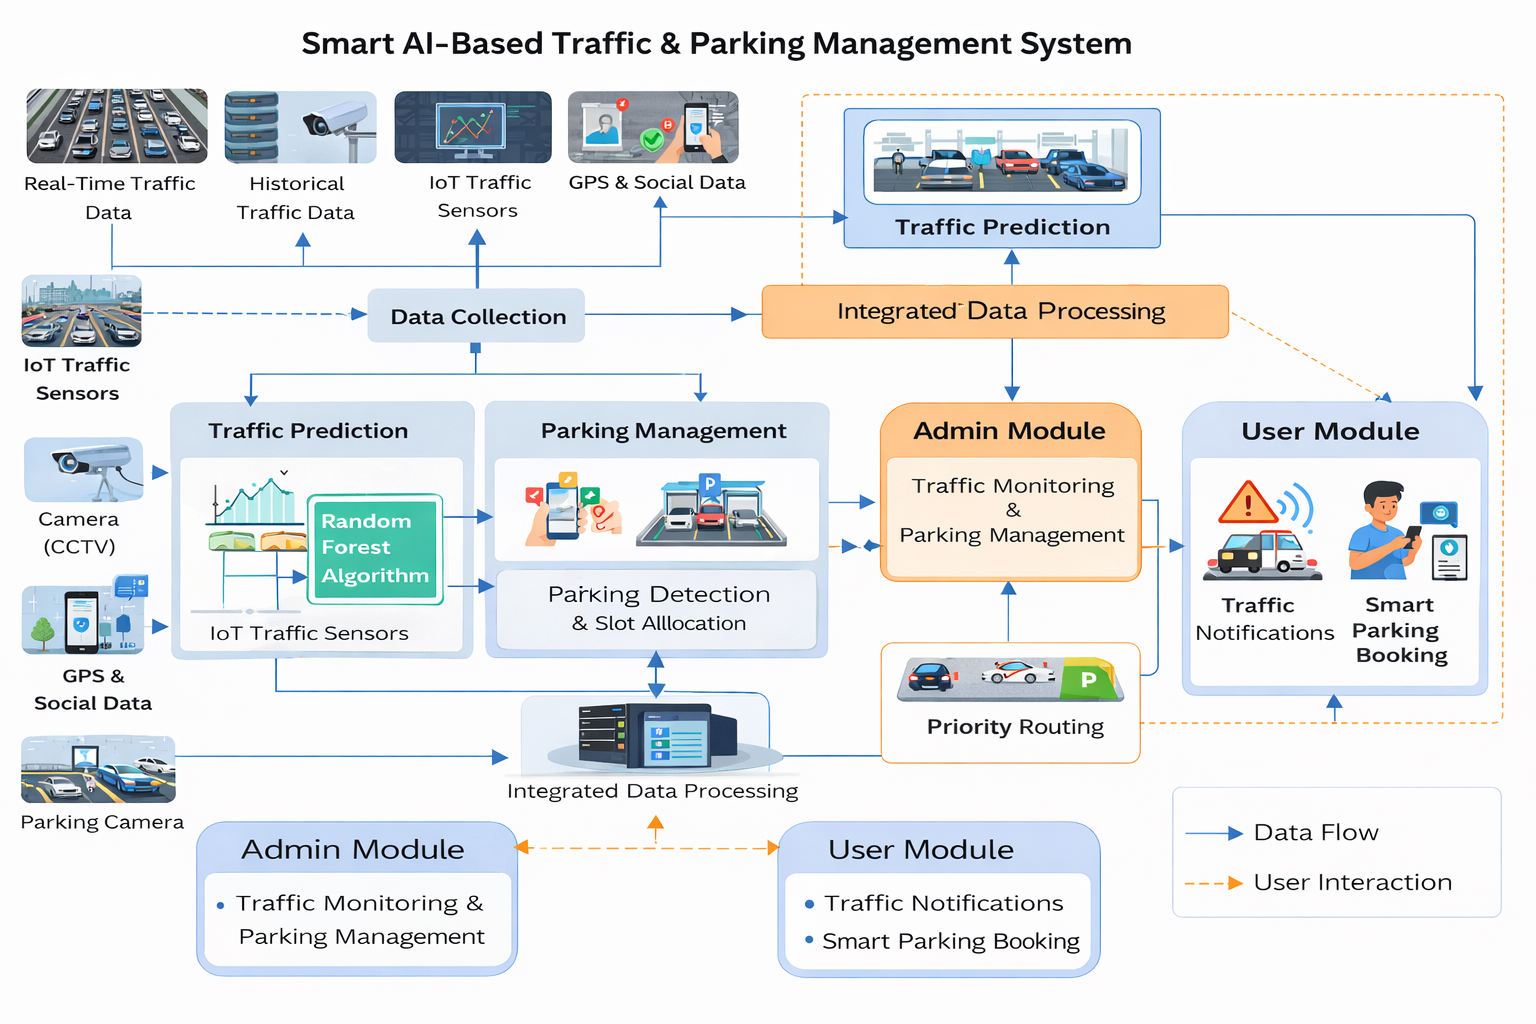 Smart AI-Based Traffic & Parking Management System
Real-Time Traffic
Data
Historical
Traffic Data
IoT Traffic
Sensors
GPS & Social Data
Traffic Prediction
IoT Traffic
Sensors
Data Collection
Integrated Data Processing
Camera
(CCTV)
GPS &
Social Data
Parking Camera
Traffic Prediction
Random
Forest
Algorithm
IoT Traffic Sensors
Parking Management
P
Parking Detection
& Slot Alllocation
Admin Module
Traffic Monitoring
&
Parking Management
User Module
Traffic
Notifications
Smart
Parking
Booking
P
Priority Routing
Integrated Data Processing
Admin Module
• Traffic Monitoring &
Parking Management
User Module
• Traffic Notifications
• Smart Parking Booking
Data Flow
User Interaction